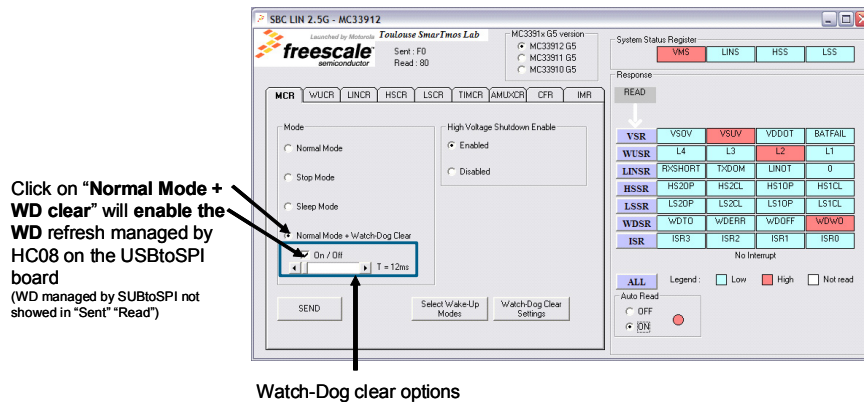 SBC LIN 2.5G - MC33912
Launched by Motorola
freescale
semiconductor
Toulouse SmarTmos Lab
Sent : F0
Read : 80
MC3391x G5 version
MC33912 G5
MC33911 G5
MC33910 G5
System Status Register
VMS LINS HSS LSS
MCR WUCR LINCR HSCR LSCR TIMCR AMUXCR CFR IMR
Mode
Normal Mode
Stop Mode
Sleep Mode
Normal Mode + Watch-Dog Clear
On / Off
T = 12ms
High Voltage Shutdown Enable
Enabled
Disabled
SEND
Select Wake-Up
Modes
Watch-Dog Clear
Settings
Response
READ
VSR VSOV VSUV VDDOT BATFAIL
WUSR L4 L3 L2 L1
LINSR RXSHORT TXDOM LINOT 0
HSSR HS2OP HS2CL HS1OP HS1CL
LSSR LS2OP LS2CL LS1OP LS1CL
WDSR WDTO WDERR WDOFF WDWO
ISR ISR3 ISR2 ISR1 ISR0
No Interrupt
ALL Legend : Low High Not read
Auto Read
OFF
ON
Click on “Normal Mode +
WD clear” will enable the
WD refresh managed by
HC08 on the USBtoSPI
board
(WD managed by SUBtoSPI not
showed in “Sent” “Read”)
Watch-Dog clear options